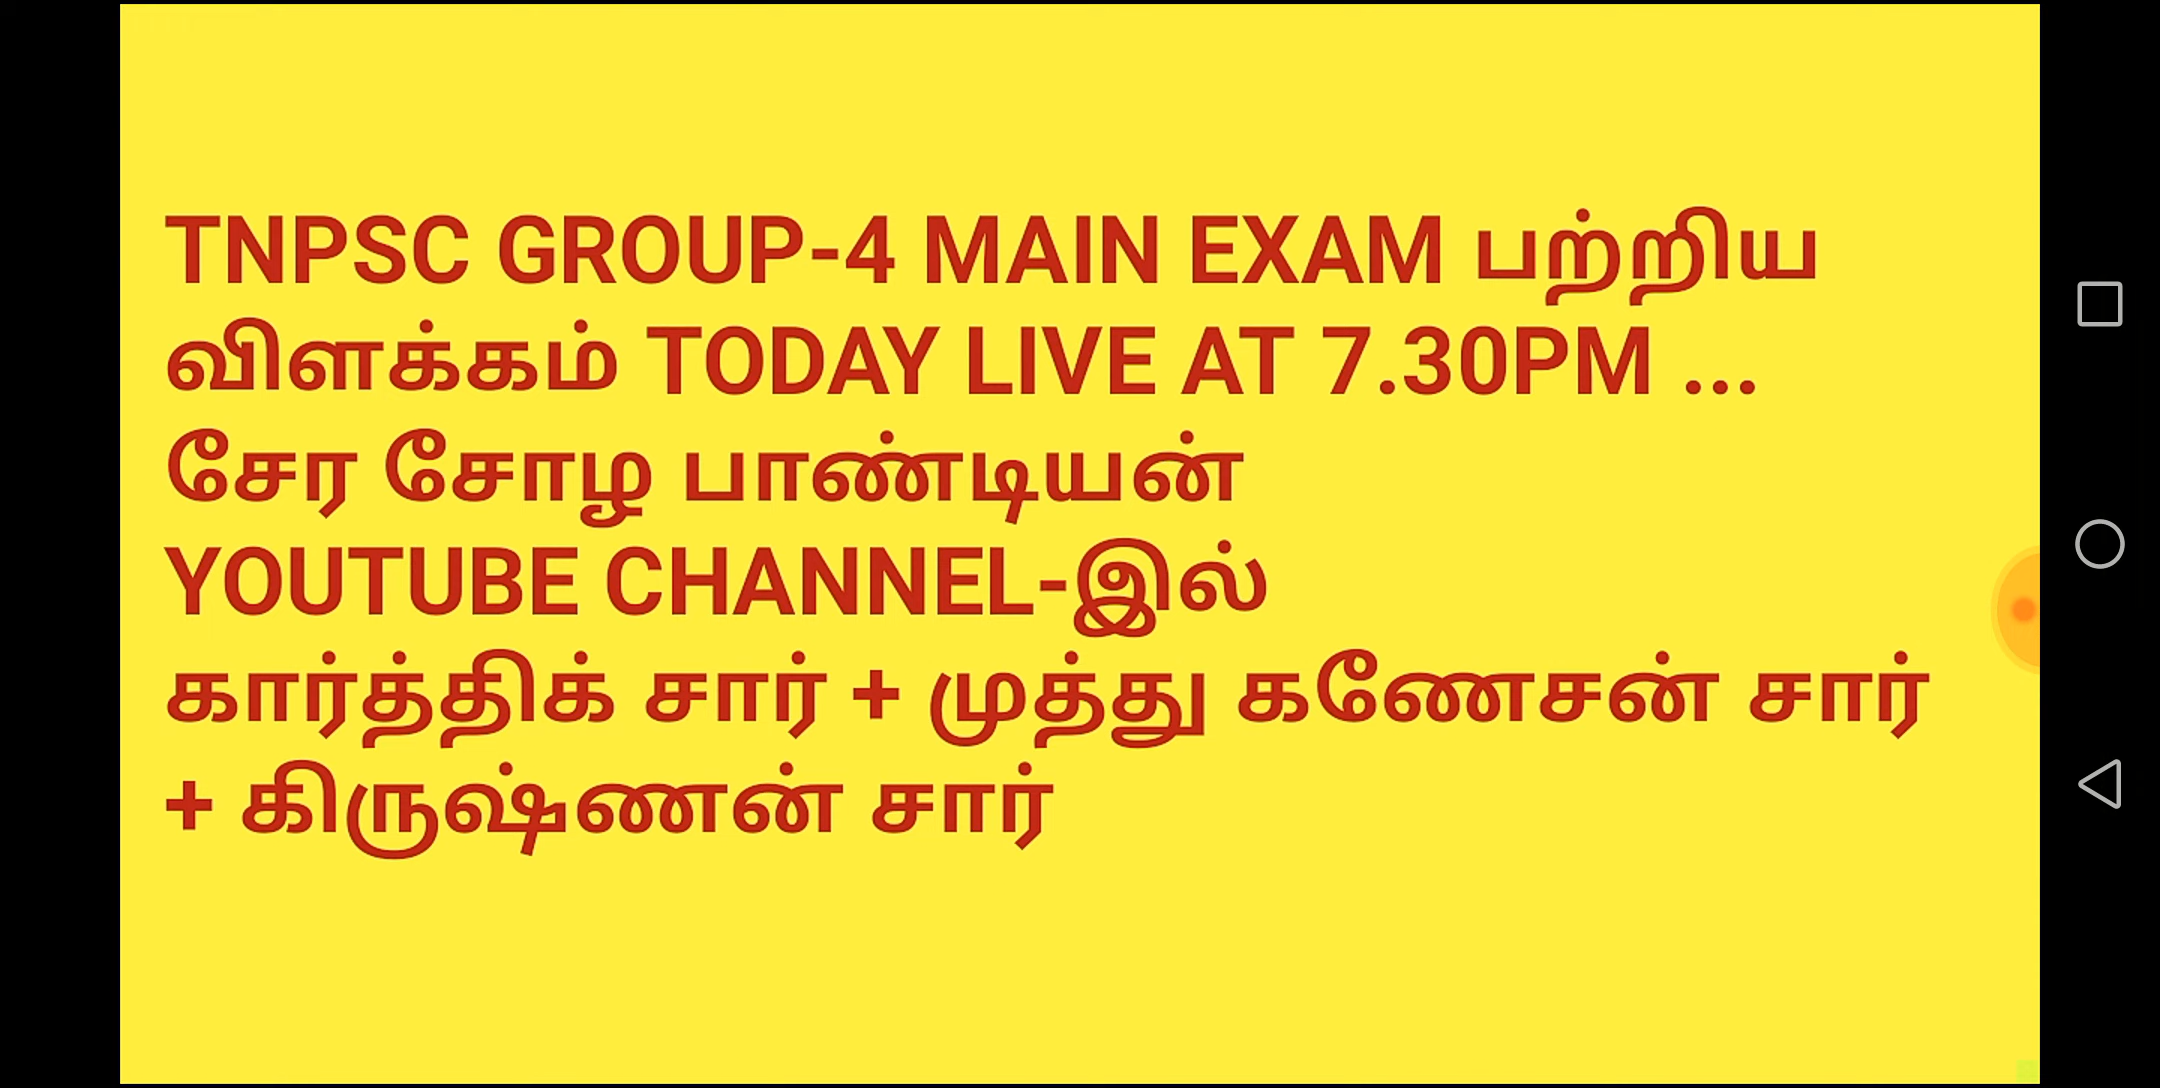 TNPSC GROUP-4 MAIN EXAM பற்றிய
விளக்கம் TODAY LIVE AT 7.30PM ...
சேர சோழ பாண்டியன்
YOUTUBE CHANNEL-இல்
கார்த்திக் சார் + முத்து கணேசன் சார்
+ கிருஷ்ணன் சார்